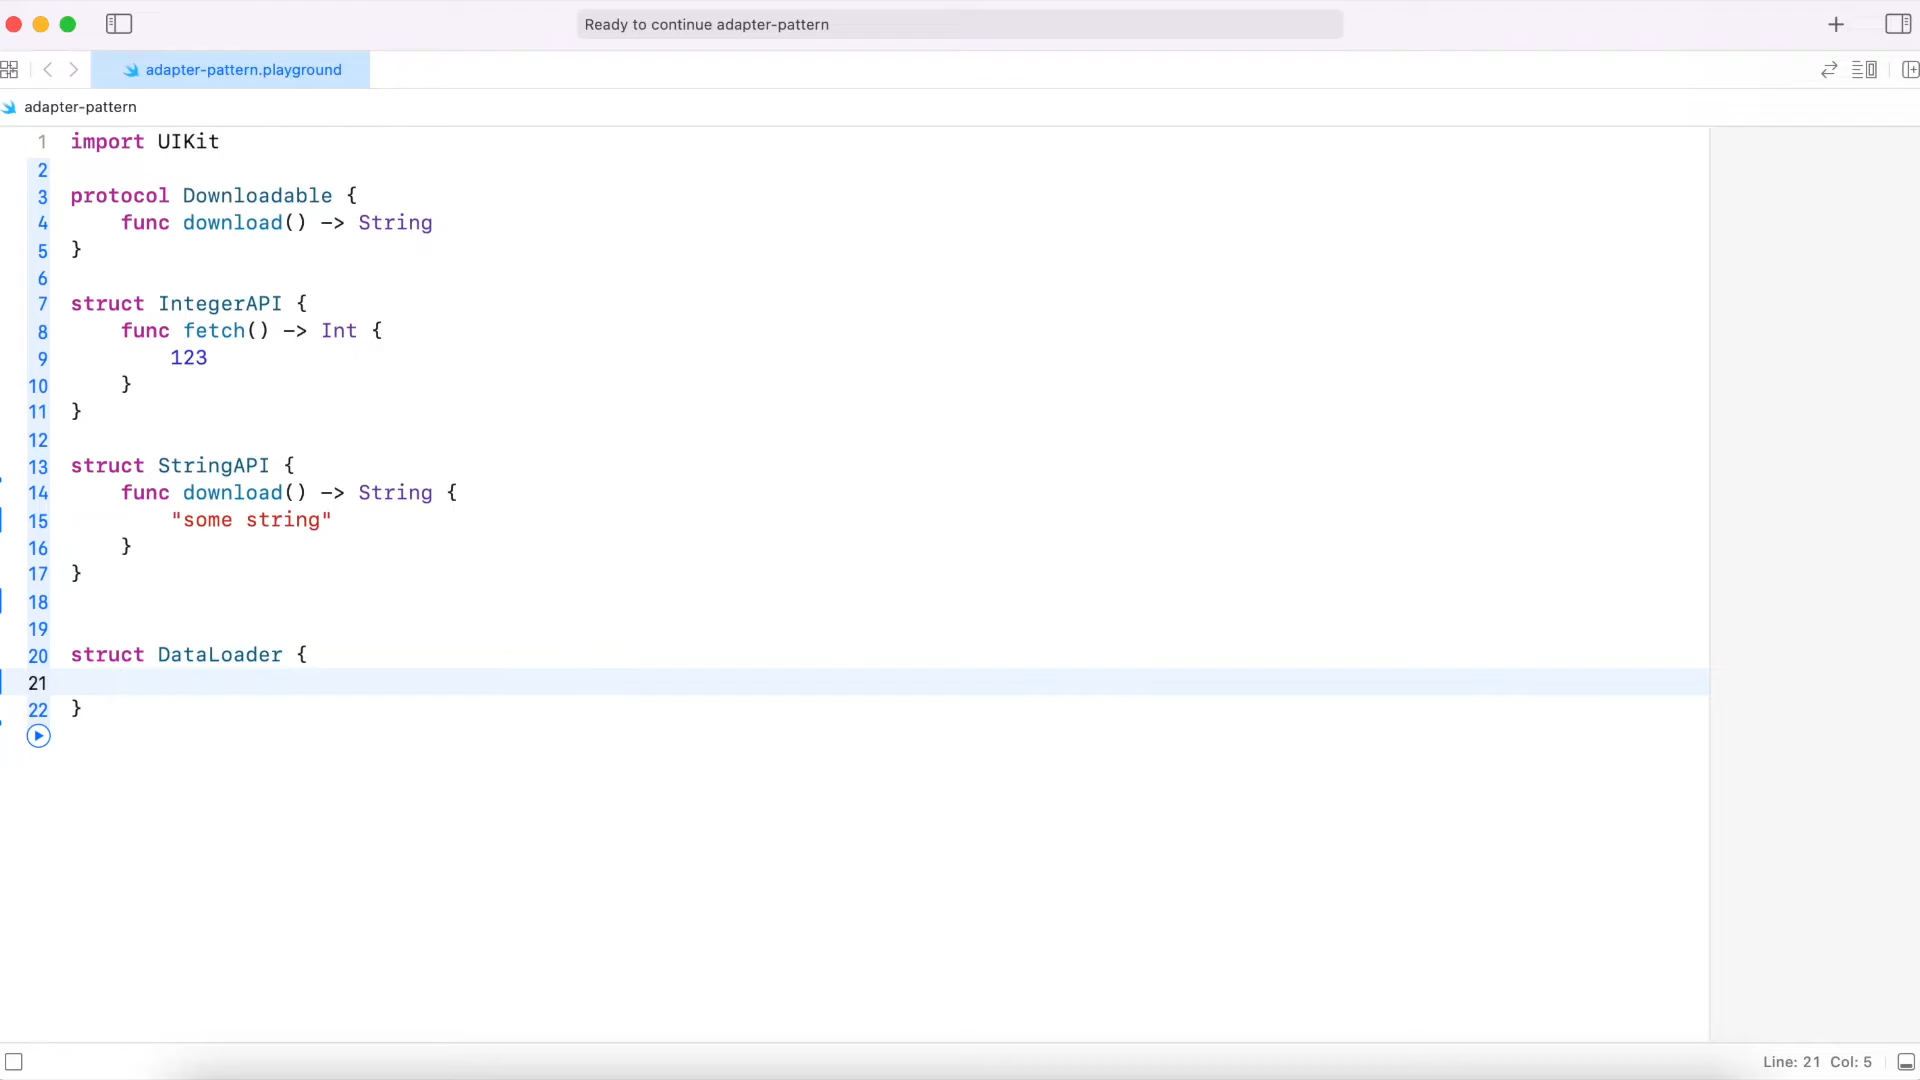 Ready to continue adapter-pattern
adapter-pattern.playground
adapter-pattern
1 import UIKit
2
3 protocol Downloadable {
4     func download() -> String
5 }
6
7 struct IntegerAPI {
8     func fetch() -> Int {
9         123
10     }
11 }
12
13 struct StringAPI {
14     func download() -> String {
15         "some string"
16     }
17 }
18
19
20 struct DataLoader {
21
22 }
Line: 21 Col: 5